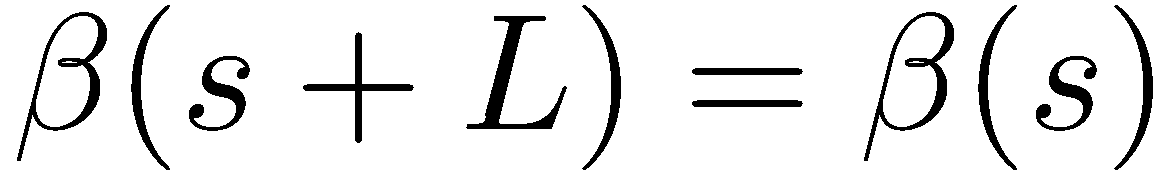 β(s + L) = β(s)